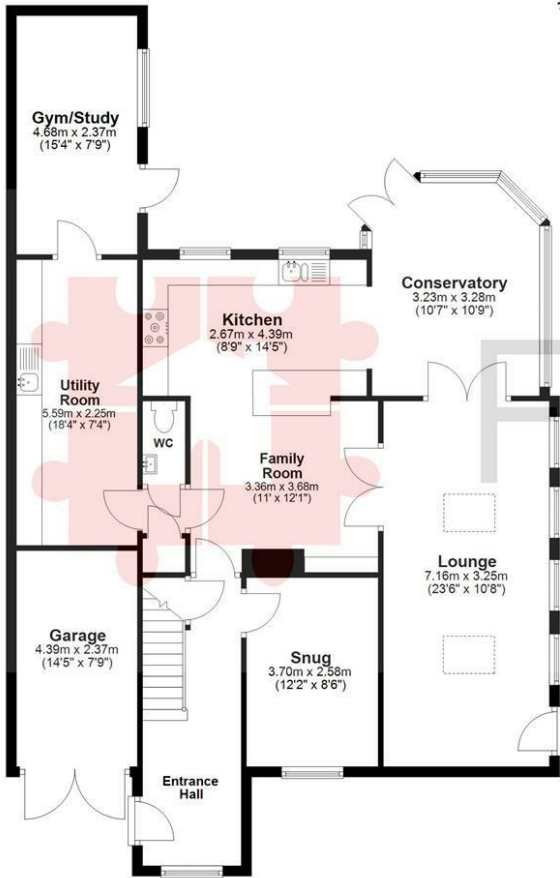 Gym/Study
4.68m x 2.37m
(15'4" x 7'9")
Conservatory
3.23m x 3.28m
(10'7" x 10'9")
Kitchen
2.67m x 4.39m
(8'9" x 14'5")
Utility
Room
5.59m x 2.25m
(18'4" x 7'4")
WC
Family
Room
3.36m x 3.68m
(11' x 12'1")
Lounge
7.16m x 3.25m
(23'6" x 10'8")
Garage
4.39m x 2.37m
(14'5" x 7'9")
Snug
3.70m x 2.58m
(12'2" x 8'6")
Entrance
Hall